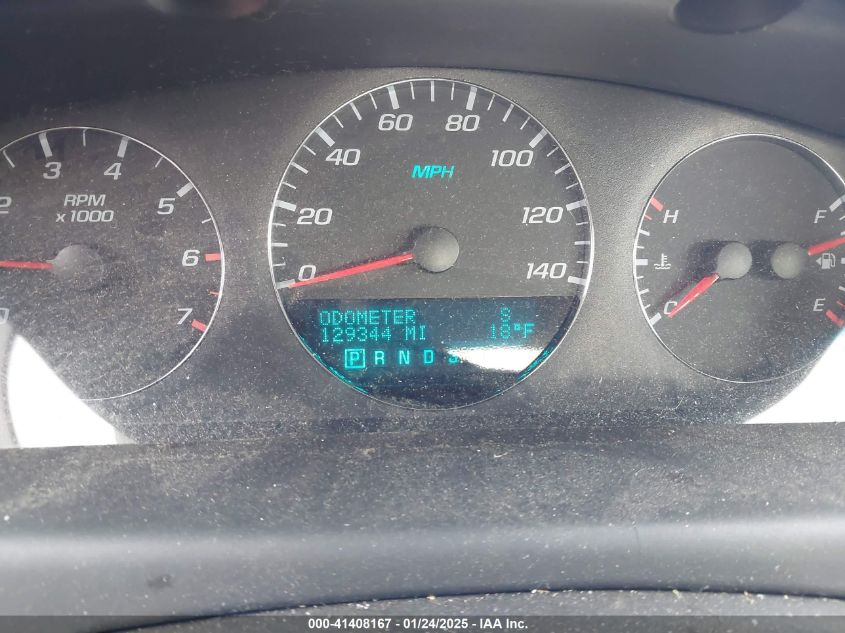 2 3 4 5 6 7
RPM
x 1000
0 20 40 60 80 100 120 140
MPH
ODOMETER S
129344 MI 18°F
P R N D
H
C
F
E
000-41408167 - 01/24/2025 - IAA Inc.